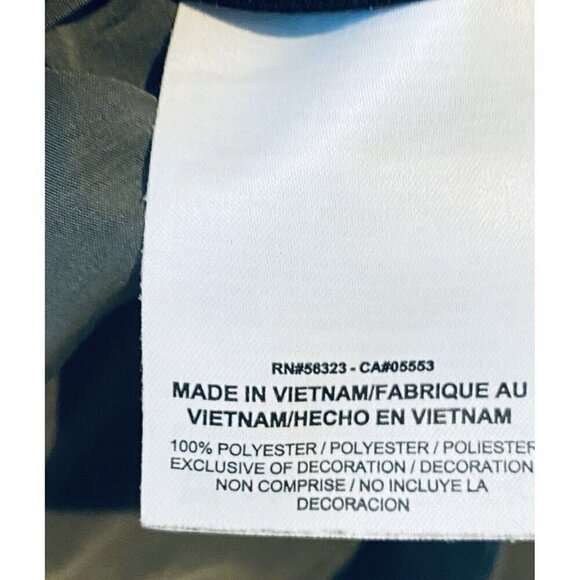 RN#56323 - CA#05553
MADE IN VIETNAM/FABRIQUE AU
VIETNAM/HECHO EN VIETNAM
100% POLYESTER / POLYESTER / POLIESTER
EXCLUSIVE OF DECORATION / DECORATION
NON COMPRISE / NO INCLUYE LA
DECORACION